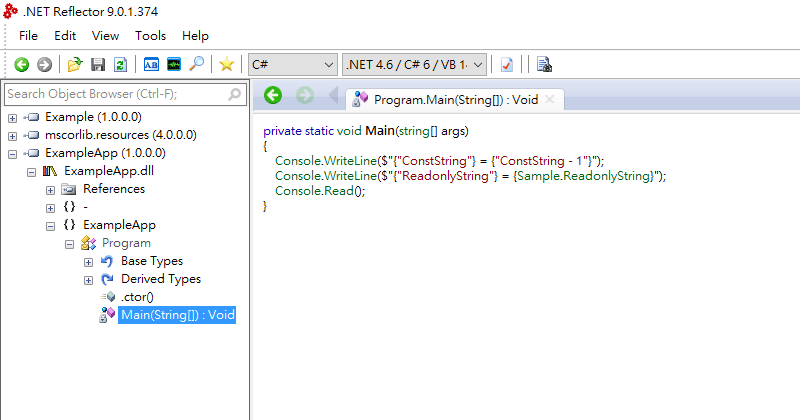 .NET Reflector 9.0.1.374
File Edit View Tools Help
C# .NET 4.6 / C# 6 / VB 14
Search Object Browser (Ctrl-F);
Program.Main(String[]) : Void
Example (1.0.0.0)
mscorlib.resources (4.0.0.0)
ExampleApp (1.0.0.0)
ExampleApp.dll
References
{} -
{} ExampleApp
Program
Base Types
Derived Types
.ctor()
Main(String[]) : Void
private static void Main(string[] args)
{
Console.WriteLine($"{"ConstString"} = {"ConstString - 1"}");
Console.WriteLine($"{"ReadonlyString"} = {Sample.ReadonlyString}");
Console.Read();
}